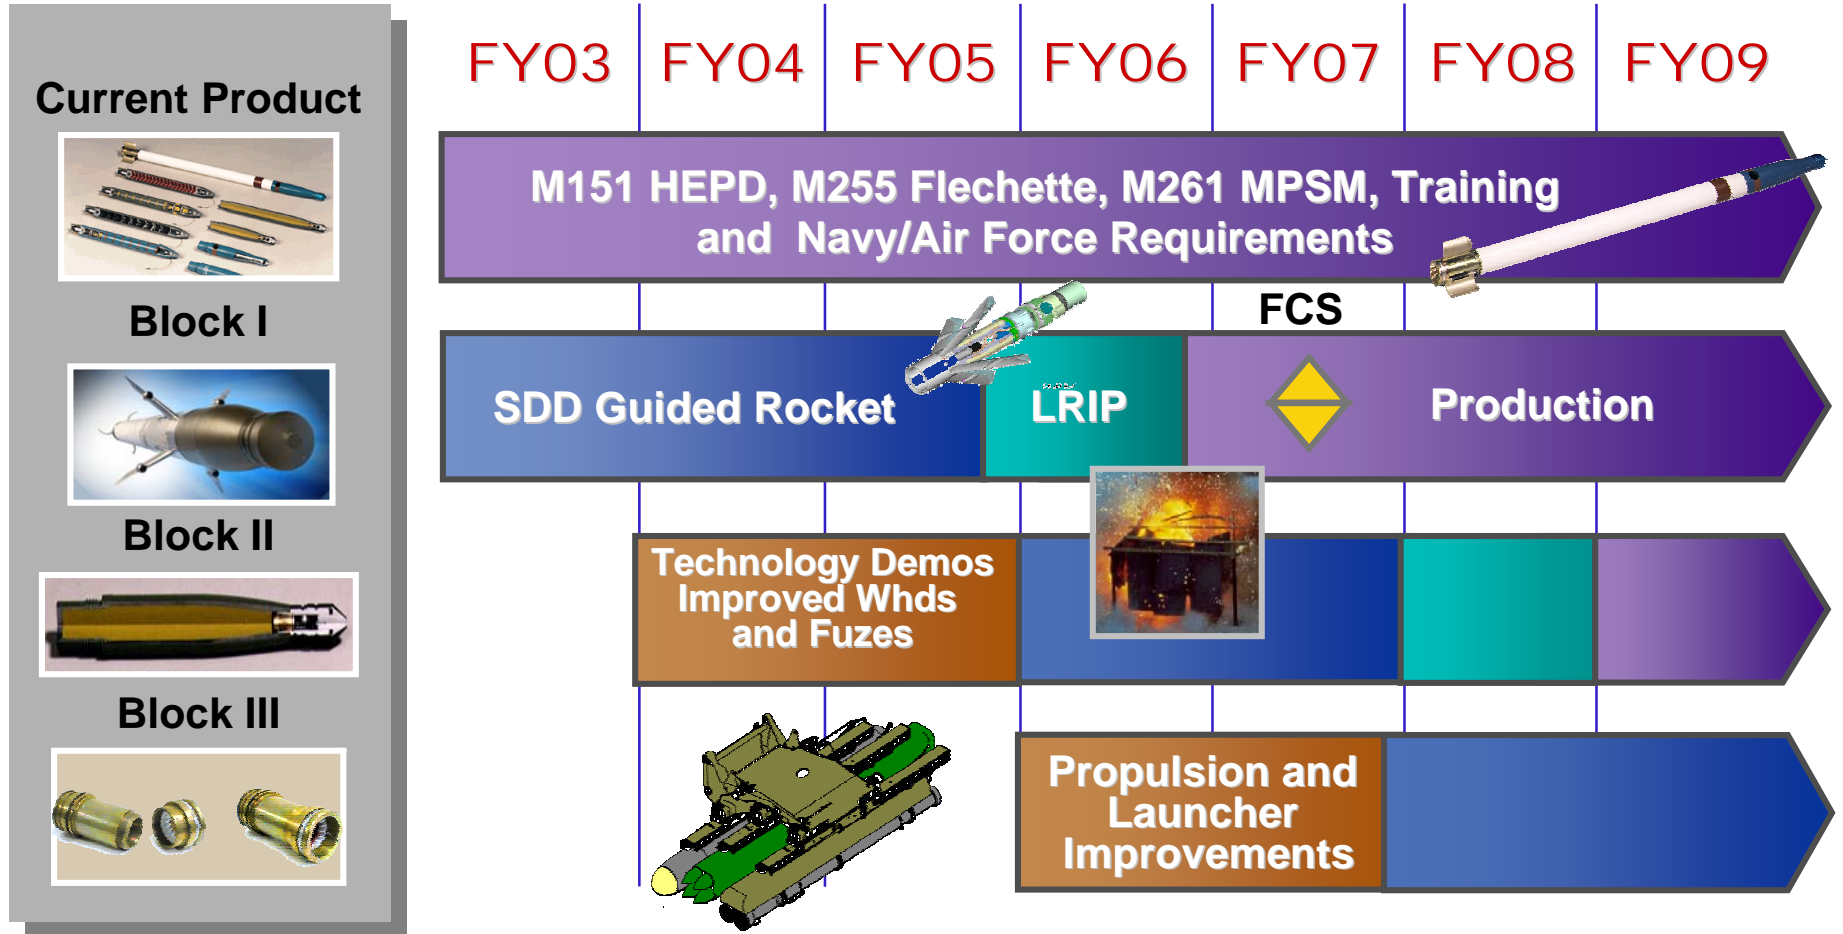 FY03 FY04 FY05 FY06 FY07 FY08 FY09
Current Product
M151 HEPD, M255 Flechette, M261 MPSM, Training
and Navy/Air Force Requirements
Block I
FCS
SDD Guided Rocket
LRIP
Production
Block II
Technology Demos
Improved Whds
and Fuzes
Block III
Propulsion and
Launcher
Improvements